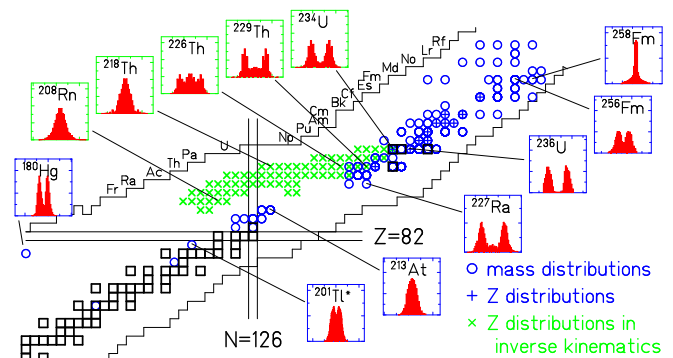 234U
229Th
226Th
218Th
208Rn
180Hg
258Fm
256Fm
236U
227Ra
213At
201Tl*
Rf
Lr
No
Md
Fm
Es
Cf
Bk
Cm
Am
Pu
Np
U
Pa
Th
Ac
Ra
Fr
Z=82
N=126
mass distributions
Z distributions
Z distributions in
inverse kinematics